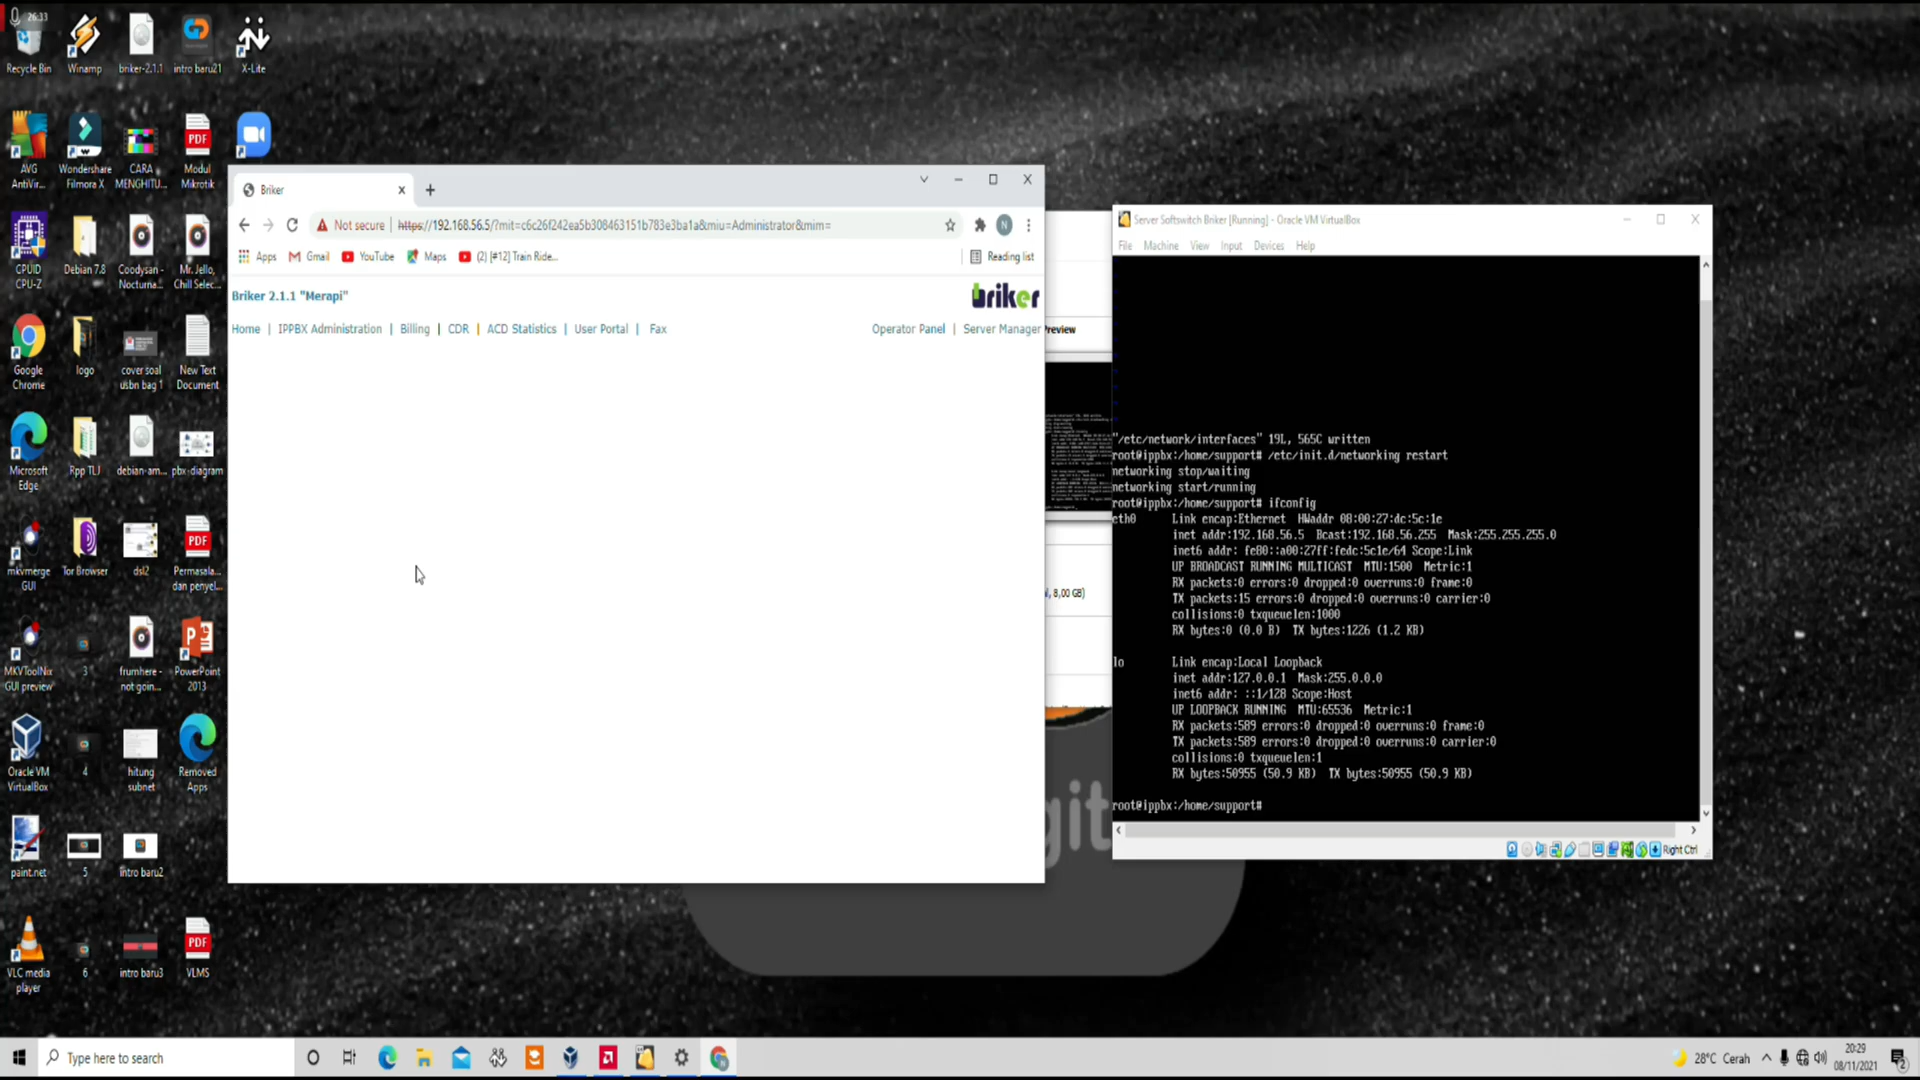 26:33
Recycle Bin
Winamp
briker-2.1.1
intro baru21
X-Lite
AVG AntiVir...
Wondershare Filmora X
CARA MENGHITU...
Modul Mikrotik
CPUID CPU-Z
Debian 7.8
Coodysan - Nocturna...
Mr. Jello, Chill Selec...
Google Chrome
logo
cover soal usbn bag 1
New Text Document
Microsoft Edge
Rpp TLJ
debian-am...
pbx-diagram
mkvmerge GUI
Tor Browser
dsl2
Permasala... dan penyel...
MKVToolNix GUI preview
3
frumhere - not goin...
PowerPoint 2013
Oracle VM VirtualBox
4
hitung subnet
Removed Apps
paint.net
5
intro baru2
VLC media player
6
intro baru3
VLMS
Briker
Not secure | https://192.168.56.5/?mit=c6c26f242ea5b308463151b783e3ba1a&miu=Administrator&mim=
Apps Gmail YouTube Maps (2) [#12] Train Ride... Reading list
Briker 2.1.1 "Merapi"
briker
Home | IPPBX Administration | Billing | CDR | ACD Statistics | User Portal | Fax
Operator Panel | Server Manager
Preview
8,00 GB)
git
Server Softswitch Briker [Running] - Oracle VM VirtualBox
File Machine View Input Devices Help
"/etc/network/interfaces" 19L, 565C written
root@ippbx:/home/support# /etc/init.d/networking restart
networking stop/waiting
networking start/running
root@ippbx:/home/support# ifconfig
eth0 Link encap:Ethernet HWaddr 08:00:27:dc:5c:1e
inet addr:192.168.56.5 Bcast:192.168.56.255 Mask:255.255.255.0
inet6 addr: fe80::a00:27ff:fedc:5c1e/64 Scope:Link
UP BROADCAST RUNNING MULTICAST MTU:1500 Metric:1
RX packets:0 errors:0 dropped:0 overruns:0 frame:0
TX packets:15 errors:0 dropped:0 overruns:0 carrier:0
collisions:0 txqueuelen:1000
RX bytes:0 (0.0 B) TX bytes:1226 (1.2 KB)
lo Link encap:Local Loopback
inet addr:127.0.0.1 Mask:255.0.0.0
inet6 addr: ::1/128 Scope:Host
UP LOOPBACK RUNNING MTU:65536 Metric:1
RX packets:589 errors:0 dropped:0 overruns:0 frame:0
TX packets:589 errors:0 dropped:0 overruns:0 carrier:0
collisions:0 txqueuelen:1
RX bytes:50955 (50.9 KB) TX bytes:50955 (50.9 KB)
root@ippbx:/home/support#
Right Ctrl
Type here to search
28°C Cerah
20:29
08/11/2021